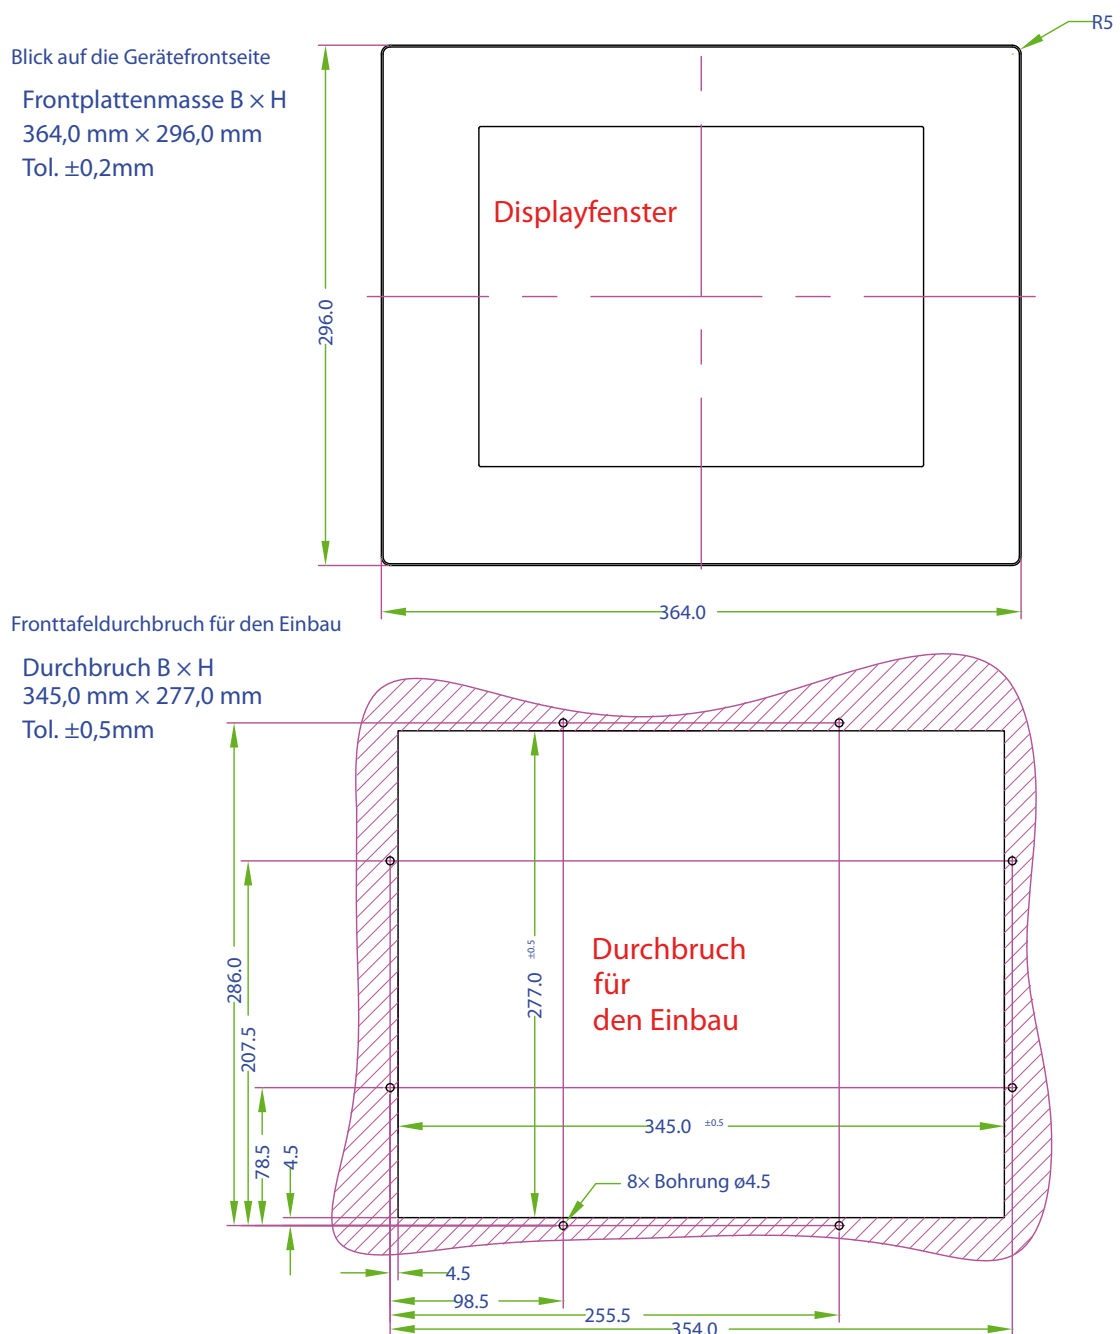 R5
Blick auf die Gerätefrontseite
Frontplattenmasse B × H
364,0 mm × 296,0 mm
Tol. ±0,2mm
Displayfenster
296.0
364.0
Fronttafeldurchbruch für den Einbau
Durchbruch B × H
345,0 mm × 277,0 mm
Tol. ±0,5mm
286.0
207.5
78.5
4.5
277.0 ±0.5
Durchbruch
für
den Einbau
345.0 ±0.5
8× Bohrung ø4.5
4.5
98.5
255.5
354.0